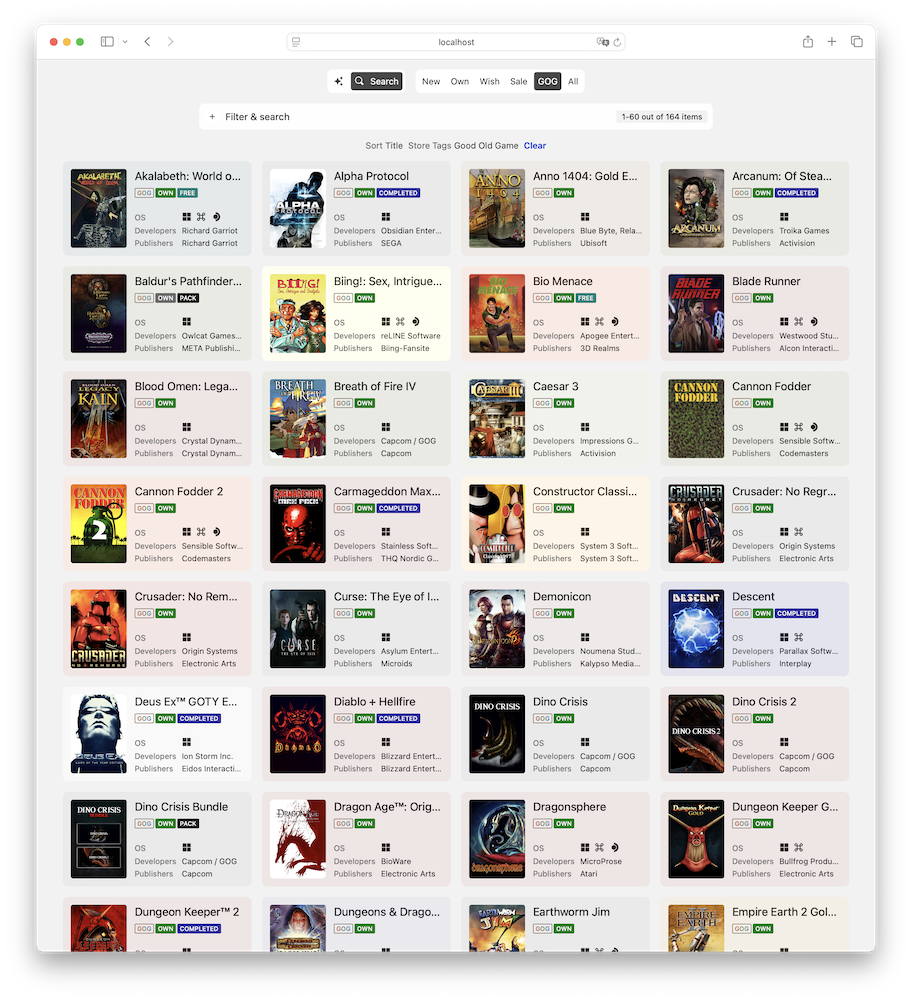 localhost
Search New Own Wish Sale GOG All
+ Filter & search 1-60 out of 164 items
Sort Title Store Tags Good Old Game Clear
Akalabeth: World o...
GOG OWN FREE
OS
Developers Richard Garriot
Publishers Richard Garriot
Alpha Protocol
GOG OWN COMPLETED
OS
Developers Obsidian Enter...
Publishers SEGA
Anno 1404: Gold E...
GOG OWN
OS
Developers Blue Byte, Rela...
Publishers Ubisoft
Arcanum: Of Stea...
GOG OWN COMPLETED
OS
Developers Troika Games
Publishers Activision
Baldur's Pathfinder...
GOG OWN PACK
OS
Developers Owlcat Games...
Publishers META Publishi...
Biing!: Sex, Intrigue...
GOG OWN
OS
Developers reLINE Software
Publishers Biing-Fansite
Bio Menace
GOG OWN FREE
OS
Developers Apogee Entert...
Publishers 3D Realms
Blade Runner
GOG OWN
OS
Developers Westwood Stu...
Publishers Alcon Interacti...
Blood Omen: Lega...
GOG OWN
OS
Developers Crystal Dynam...
Publishers Crystal Dynam...
Breath of Fire IV
GOG OWN
OS
Developers Capcom / GOG
Publishers Capcom
Caesar 3
GOG OWN
OS
Developers Impressions G...
Publishers Activision
Cannon Fodder
GOG OWN
OS
Developers Sensible Softw...
Publishers Codemasters
Cannon Fodder 2
GOG OWN
OS
Developers Sensible Softw...
Publishers Codemasters
Carmageddon Max...
GOG OWN COMPLETED
OS
Developers Stainless Soft...
Publishers THQ Nordic G...
Constructor Classi...
GOG OWN
OS
Developers System 3 Soft...
Publishers System 3 Soft...
Crusader: No Regr...
GOG OWN
OS
Developers Origin Systems
Publishers Electronic Arts
Crusader: No Rem...
GOG OWN
OS
Developers Origin Systems
Publishers Electronic Arts
Curse: The Eye of I...
GOG OWN
OS
Developers Asylum Entert...
Publishers Microids
Demonicon
GOG OWN
OS
Developers Noumena Stud...
Publishers Kalypso Media...
Descent
GOG OWN COMPLETED
OS
Developers Parallax Softw...
Publishers Interplay
Deus Ex™ GOTY E...
GOG OWN COMPLETED
OS
Developers Ion Storm Inc.
Publishers Eidos Interacti...
Diablo + Hellfire
GOG OWN COMPLETED
OS
Developers Blizzard Entert...
Publishers Blizzard Entert...
Dino Crisis
GOG OWN
OS
Developers Capcom / GOG
Publishers Capcom
Dino Crisis 2
GOG OWN
OS
Developers Capcom / GOG
Publishers Capcom
Dino Crisis Bundle
GOG OWN PACK
OS
Developers Capcom / GOG
Publishers Capcom
Dragon Age™: Orig...
GOG OWN
OS
Developers BioWare
Publishers Electronic Arts
Dragonsphere
GOG OWN
OS
Developers MicroProse
Publishers Atari
Dungeon Keeper G...
GOG OWN
OS
Developers Bullfrog Produ...
Publishers Electronic Arts
Dungeon Keeper™ 2
GOG OWN COMPLETED
Dungeons & Drago...
GOG OWN
Earthworm Jim
GOG OWN
Empire Earth 2 Gol...
GOG OWN